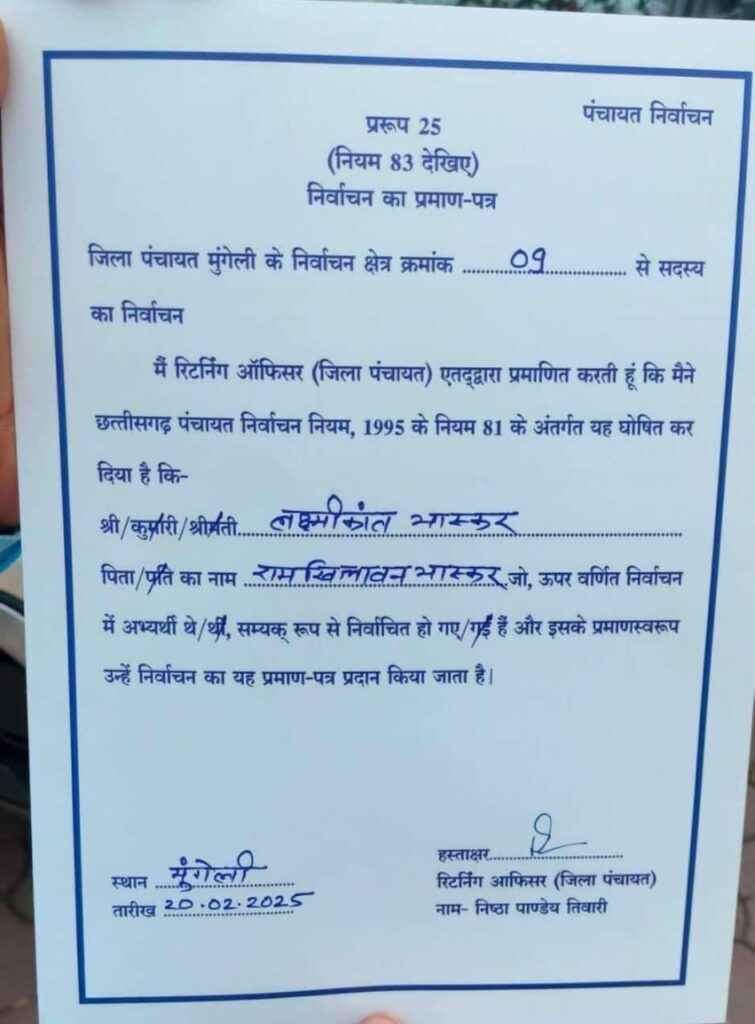 पंचायत निर्वाचन
प्ररूप 25
(नियम 83 देखिए)
निर्वाचन का प्रमाण-पत्र
जिला पंचायत मुंगेली के निर्वाचन क्षेत्र क्रमांक ..........09.......... से सदस्य
का निर्वाचन
मैं रिटर्निंग ऑफिसर (जिला पंचायत) एतद्द्वारा प्रमाणित करती हूं कि मैने
छत्तीसगढ़ पंचायत निर्वाचन नियम, 1995 के नियम 81 के अंतर्गत यह घोषित कर
दिया है कि-
श्री/कुमारी/श्रीमती.....लक्ष्मीकांत भास्कर..........
पिता/पति का नाम .....रामखिलावन भास्कर..... जो, ऊपर वर्णित निर्वाचन
में अभ्यर्थी थे/थी, सम्यक् रूप से निर्वाचित हो गए/गई हैं और इसके प्रमाणस्वरूप
उन्हें निर्वाचन का यह प्रमाण-पत्र प्रदान किया जाता है।
हस्ताक्षर..........
स्थान ..मुंगेली..
रिटर्निंग आफिसर (जिला पंचायत)
तारीख 20.02.2025
नाम- निष्ठा पाण्डेय तिवारी